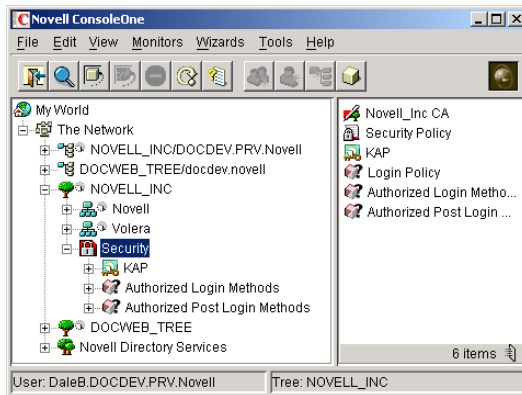 Novell ConsoleOne
File Edit View Monitors Wizards Tools Help
My World
The Network
NOVELL_INC/DOCDEV.PRV.Novell
DOCWEB_TREE/docdev.novell
NOVELL_INC
Novell
Volera
Security
KAP
Authorized Login Methods
Authorized Post Login Methods
DOCWEB_TREE
Novell Directory Services
Novell_Inc CA
Security Policy
KAP
Login Policy
Authorized Login Metho...
Authorized Post Login ...
6 items
User: DaleB.DOCDEV.PRV.Novell
Tree: NOVELL_INC